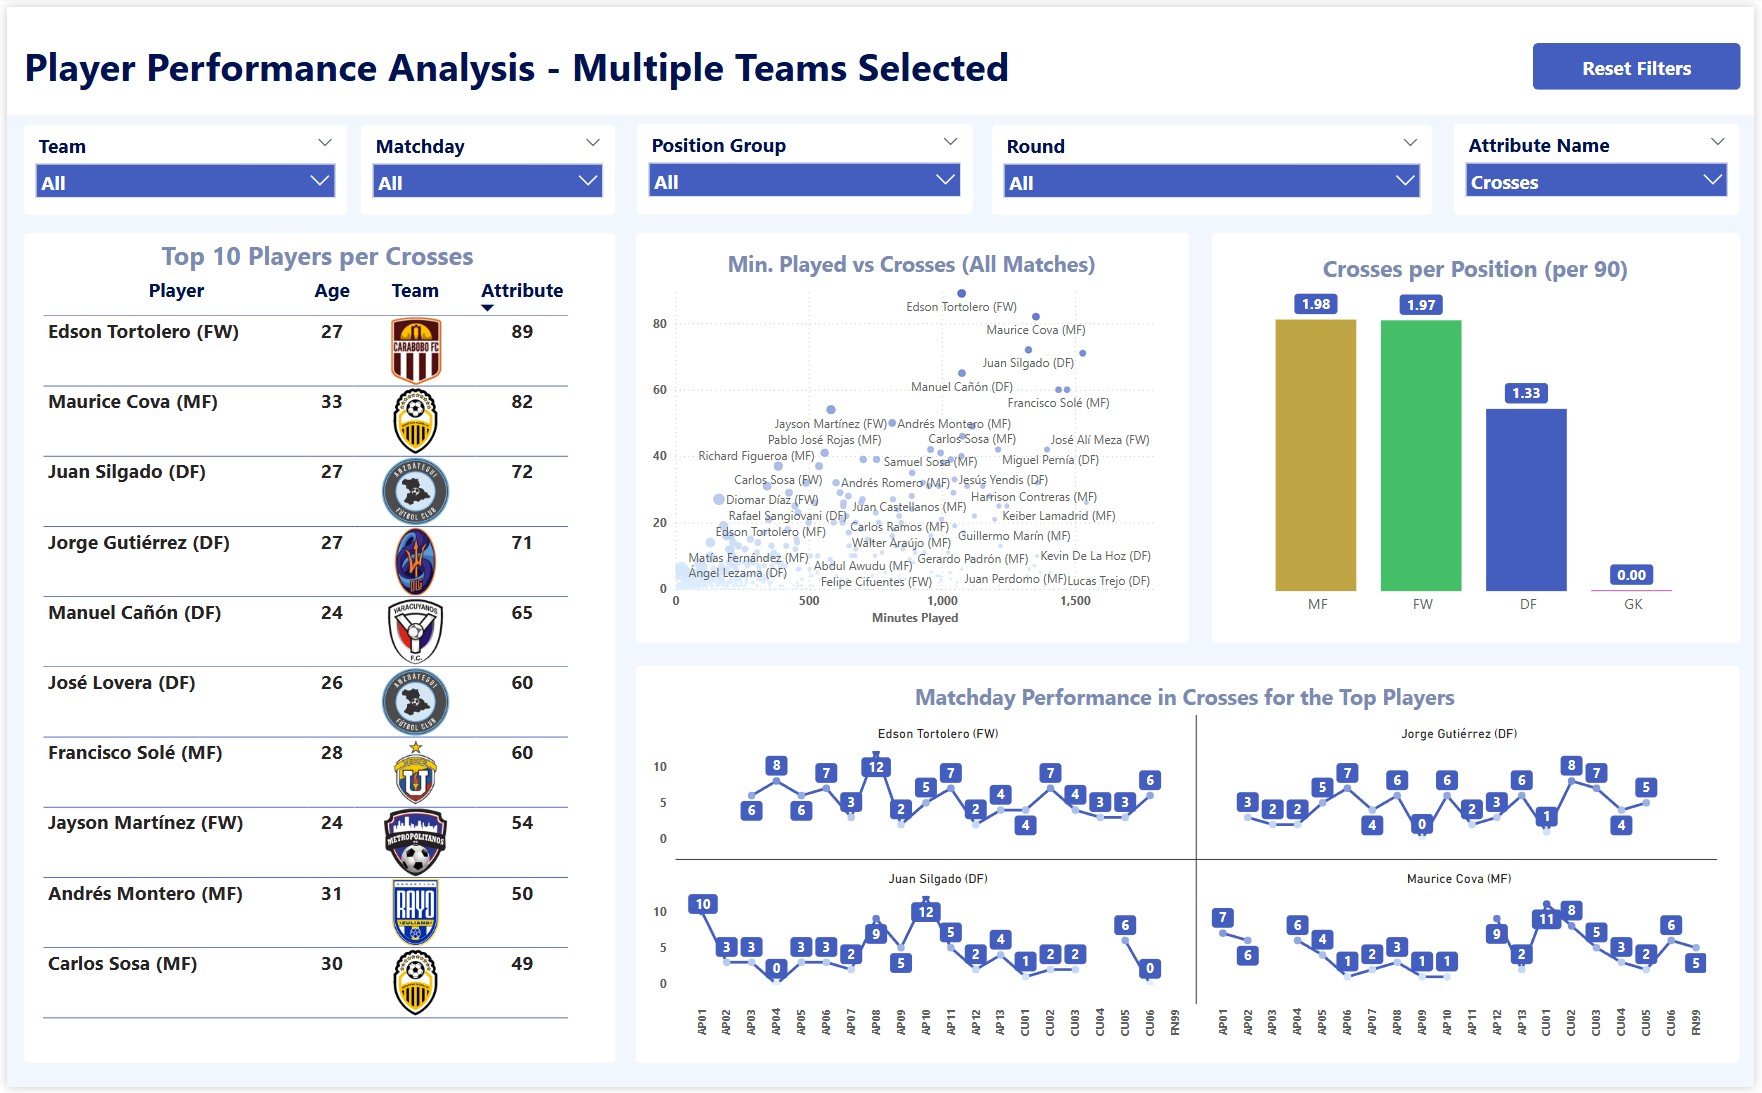 Player Performance Analysis - Multiple Teams Selected
Reset Filters
Team
All
Matchday
All
Position Group
All
Round
All
Attribute Name
Crosses
Top 10 Players per Crosses
Player Age Team Attribute
Edson Tortolero (FW) 27 CARABOBO FC 89
Maurice Cova (MF) 33 82
Juan Silgado (DF) 27 ANZOÁTEGUI FÚTBOL CLUB 72
Jorge Gutiérrez (DF) 27 71
Manuel Cañón (DF) 24 YARACUYANOS F.C. 65
José Lovera (DF) 26 ANZOÁTEGUI FÚTBOL CLUB 60
Francisco Solé (MF) 28 60
Jayson Martínez (FW) 24 METROPOLITANOS 54
Andrés Montero (MF) 31 RAYO ZULIANO 50
Carlos Sosa (MF) 30 49
Min. Played vs Crosses (All Matches)
80
60
40
20
0
Edson Tortolero (FW)
Maurice Cova (MF)
Juan Silgado (DF)
Manuel Cañón (DF)
Francisco Solé (MF)
Jayson Martínez (FW) Andrés Montero (MF)
Pablo José Rojas (MF) Carlos Sosa (MF) José Alí Meza (FW)
Richard Figueroa (MF) Samuel Sosa (MF) Miguel Pernía (DF)
Carlos Sosa (FW) Andrés Romero (MF) Jesús Yendis (DF)
Diomar Díaz (FW) Juan Castellanos (MF) Harrison Contreras (MF)
Rafael Sangiovani (DF) Keiber Lamadrid (MF)
Edson Tortolero (MF) Carlos Ramos (MF) Guillermo Marín (MF)
Walter Araújo (MF)
Matías Fernández (MF) Abdul Awudu (MF) Gerardo Padrón (MF) Kevin De La Hoz (DF)
Ángel Lezama (DF) Felipe Cifuentes (FW) Juan Perdomo (MF) Lucas Trejo (DF)
0 500 1,000 1,500
Minutes Played
Crosses per Position (per 90)
1.98 1.97 1.33 0.00
MF FW DF GK
Matchday Performance in Crosses for the Top Players
Edson Tortolero (FW)
10
5
0
6 8 6 7 3 12 2 5 7 2 4 4 7 4 3 3 6
Jorge Gutiérrez (DF)
3 2 2 5 7 4 6 0 6 2 3 6 1 8 7 4 5
Juan Silgado (DF)
10
5
0
10 3 3 0 3 3 2 9 5 12 5 2 4 1 2 2 6 0
Maurice Cova (MF)
7 6 6 4 1 2 3 1 1 9 2 11 8 5 3 2 6 5
AP01 AP02 AP03 AP04 AP05 AP06 AP07 AP08 AP09 AP10 AP11 AP12 AP13 CU01 CU02 CU03 CU04 CU05 CU06 FN99
AP01 AP02 AP03 AP04 AP05 AP06 AP07 AP08 AP09 AP10 AP11 AP12 AP13 CU01 CU02 CU03 CU04 CU05 CU06 FN99